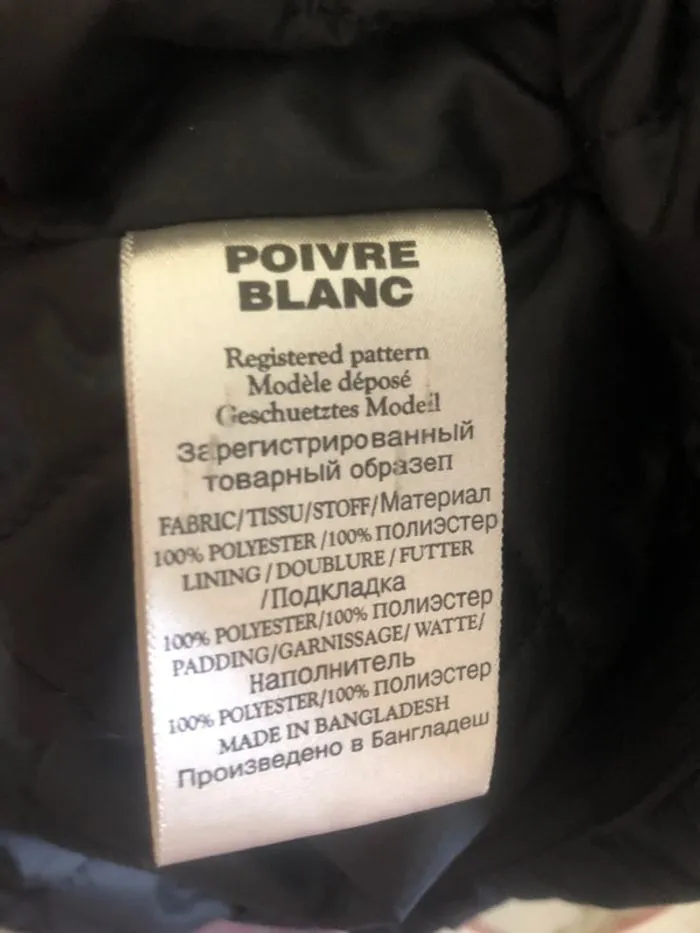 POIVRE
BLANC
Registered pattern
Modèle déposé
Geschuetztes Modell
Зарегистрированный
товарный образец
FABRIC/TISSU/STOFF/Материал
100% POLYESTER/100% ПОЛИЭСТЕР
LINING/DOUBLURE/FUTTER
/Подкладка
100% POLYESTER/100% ПОЛИЭСТЕР
PADDING/GARNISSAGE/WATTE/
Наполнитель
100% POLYESTER/100% ПОЛИЭСТЕР
MADE IN BANGLADESH
Произведено в Бангладеш